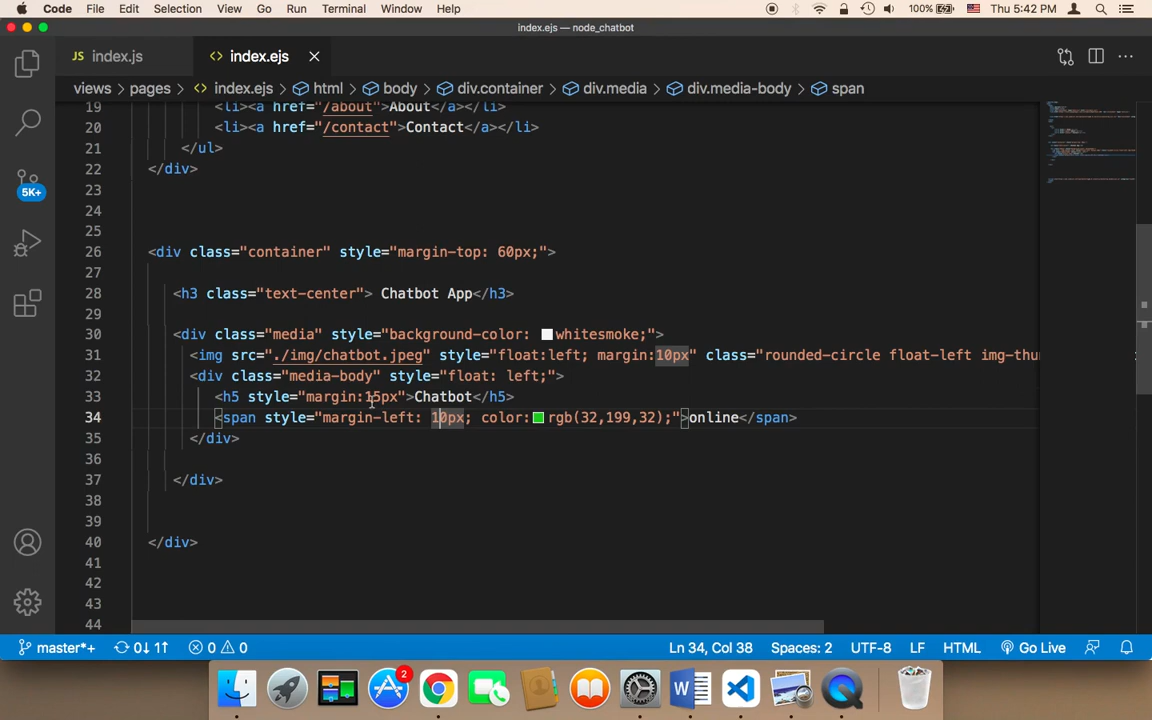 Code File Edit Selection View Go Run Terminal Window Help 100% Thu 5:42 PM
index.ejs — node_chatbot
JS index.js <> index.ejs
views > pages > <> index.ejs > html > body > div.container > div.media > div.media-body > span
19 <li><a href="/about">About</a></li>
20 <li><a href="/contact">Contact</a></li>
21 </ul>
22 </div>
23
24
25
26 <div class="container" style="margin-top: 60px;">
27
28 <h3 class="text-center"> Chatbot App</h3>
29
30 <div class="media" style="background-color: whitesmoke;">
31 <img src="./img/chatbot.jpeg" style="float:left; margin:10px" class="rounded-circle float-left img-thu
32 <div class="media-body" style="float: left;">
33 <h5 style="margin:15px">Chatbot</h5>
34 <span style="margin-left: 10px; color:rgb(32,199,32);">online</span>
35 </div>
36
37 </div>
38
39
40 </div>
41
42
43
44
5K+
master*+ 0↓ 1↑ 0 0 Ln 34, Col 38 Spaces: 2 UTF-8 LF HTML Go Live
2